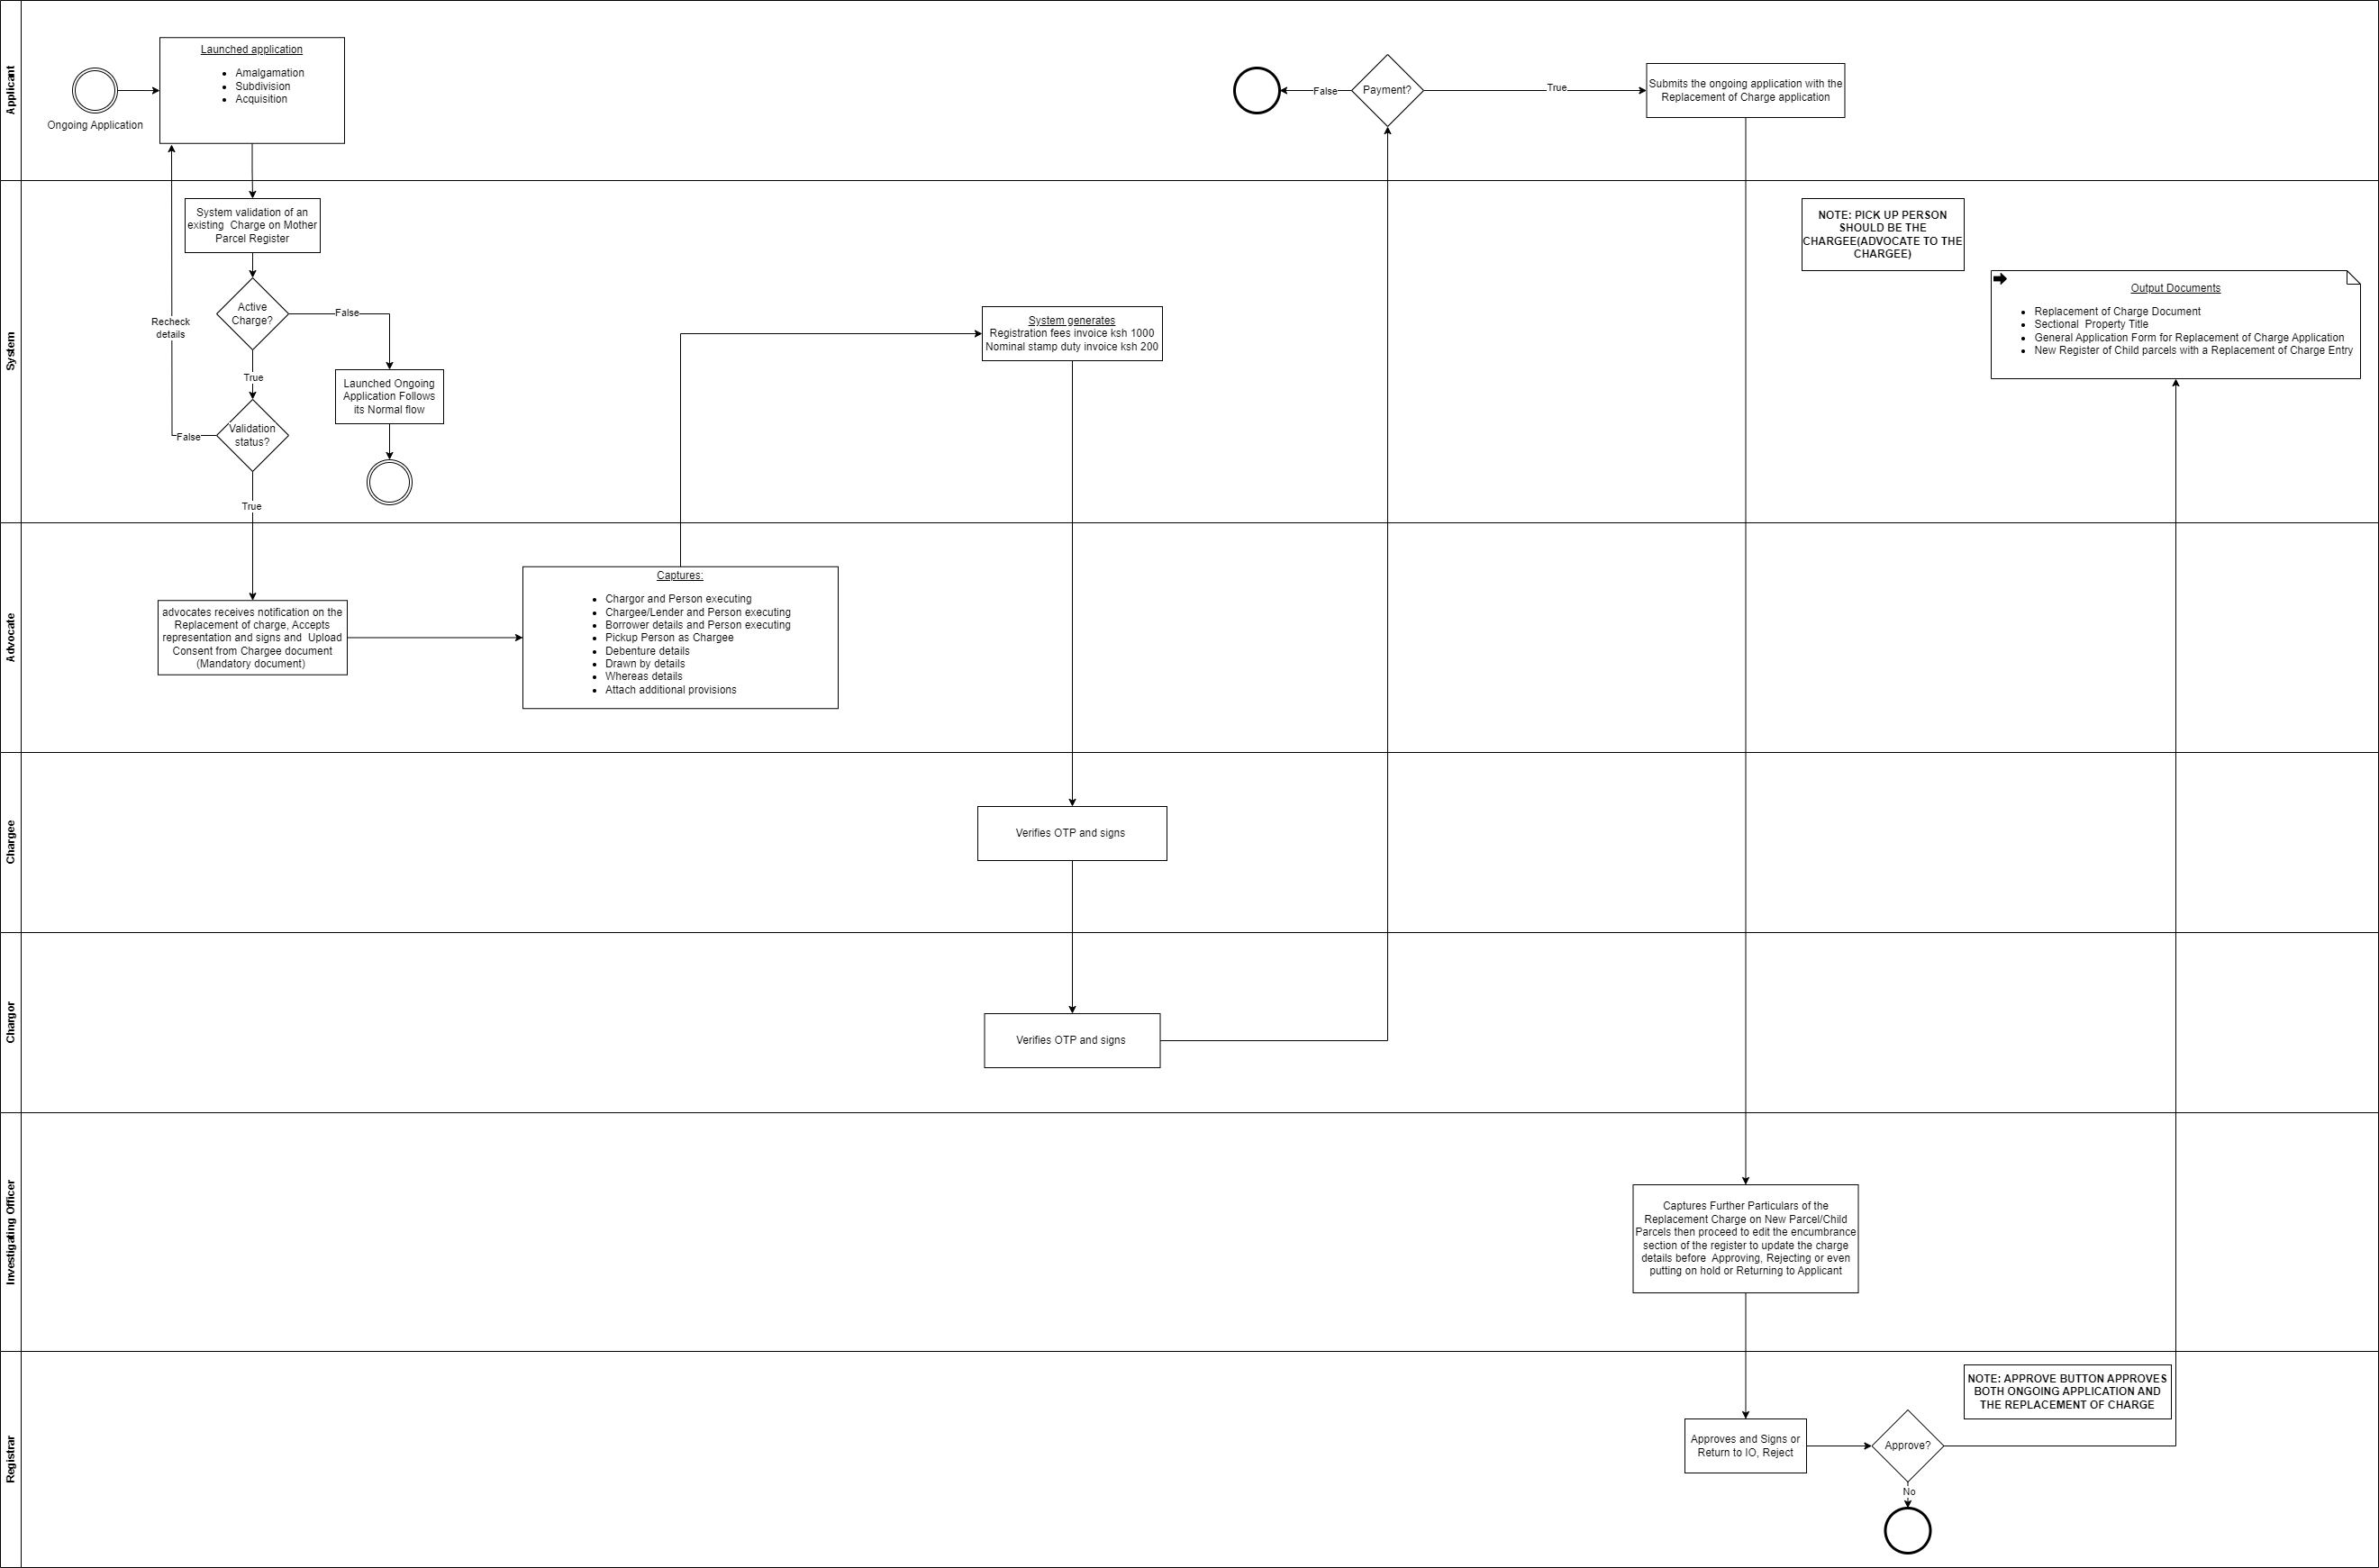 Applicant
Ongoing Application
Launched application
Amalgamation
Subdivision
Acquisition
False
Payment?
True
Submits the ongoing application with the
Replacement of Charge application
System
System validation of an
existing Charge on Mother
Parcel Register
Active
Charge?
False
Recheck
details
True
Launched Ongoing
Application Follows
its Normal flow
Validation
status?
False
True
System generates
Registration fees invoice ksh 1000
Nominal stamp duty invoice ksh 200
NOTE: PICK UP PERSON
SHOULD BE THE
CHARGEE(ADVOCATE TO THE
CHARGEE)
Output Documents
Replacement of Charge Document
Sectional Property Title
General Application Form for Replacement of Charge Application
New Register of Child parcels with a Replacement of Charge Entry
Advocate
advocates receives notification on the
Replacement of charge, Accepts
representation and signs and Upload
Consent from Chargee document
(Mandatory document)
Captures:
Chargor and Person executing
Chargee/Lender and Person executing
Borrower details and Person executing
Pickup Person as Chargee
Debenture details
Drawn by details
Whereas details
Attach additional provisions
Chargee
Verifies OTP and signs
Chargor
Verifies OTP and signs
Investigating Officer
Captures Further Particulars of the
Replacement Charge on New Parcel/Child
Parcels then proceed to edit the encumbrance
section of the register to update the charge
details before Approving, Rejecting or even
putting on hold or Returning to Applicant
Registrar
Approves and Signs or
Return to IO, Reject
Approve?
No
NOTE: APPROVE BUTTON APPROVES
BOTH ONGOING APPLICATION AND
THE REPLACEMENT OF CHARGE